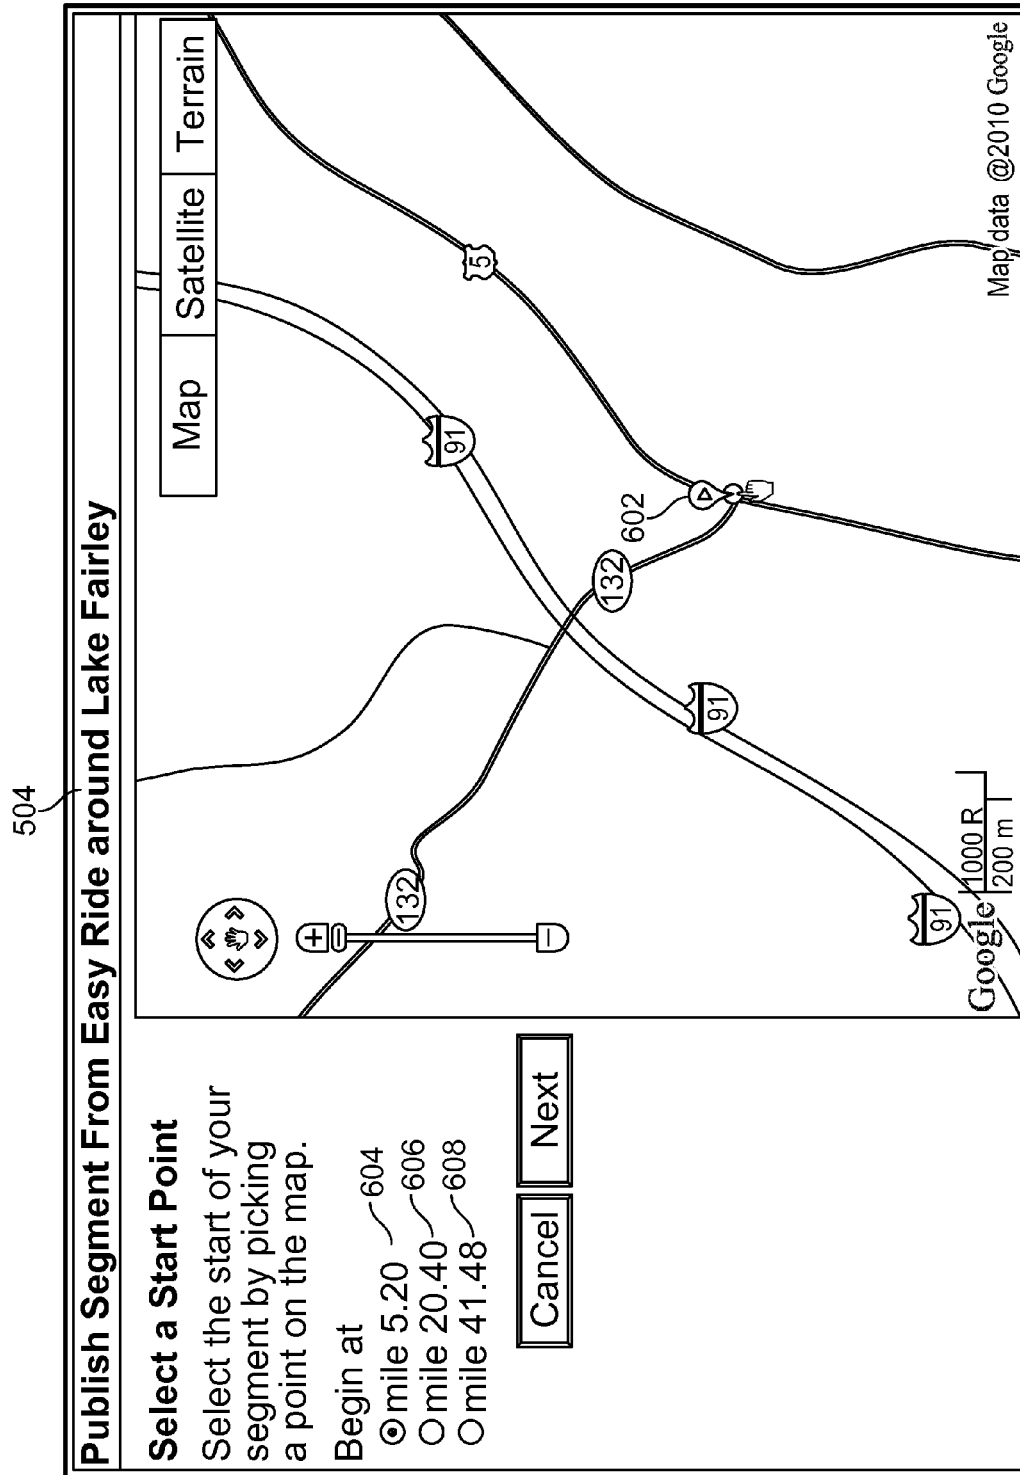 504
Publish Segment From Easy Ride around Lake Fairley
Select a Start Point
Select the start of your
segment by picking
a point on the map.
Begin at
mile 5.20
604
mile 20.40
606
mile 41.48
608
Cancel
Next
Map
Satellite
Terrain
132
91
5
132
602
91
91
1000 R
200 m
Google
Map data @2010 Google